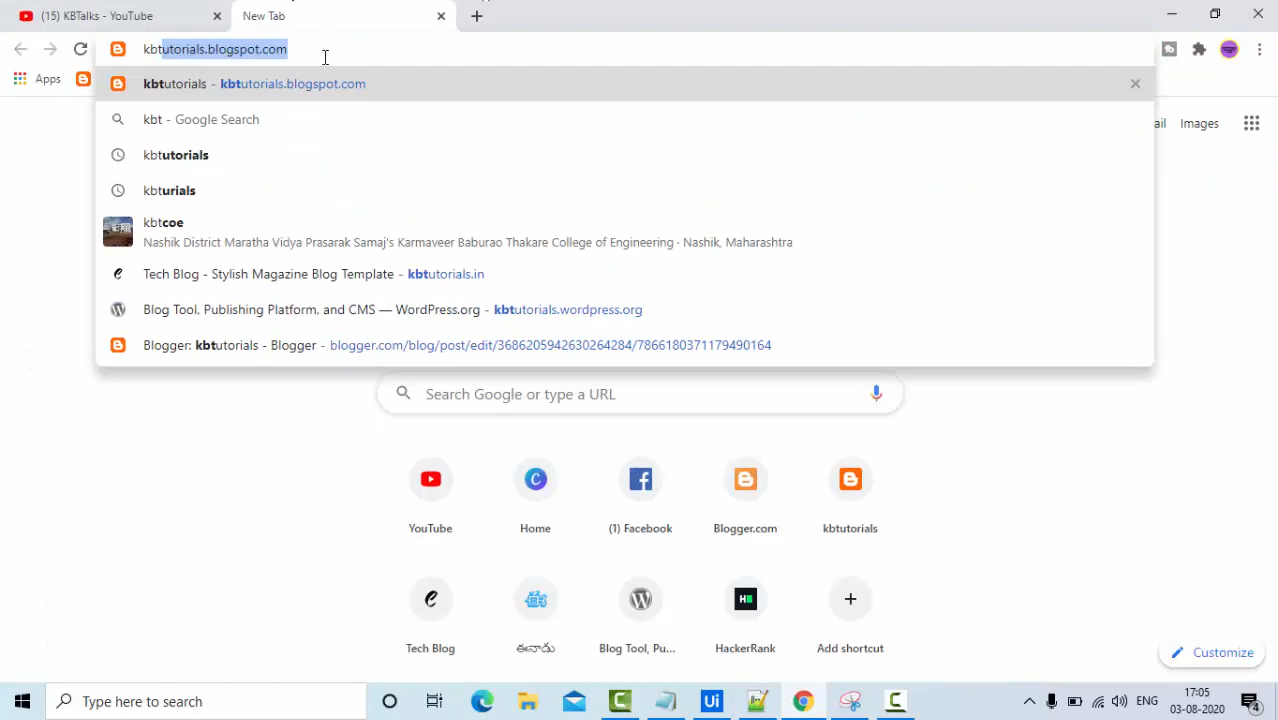 (15) KBTalks - YouTube
New Tab
kbtutorials.blogspot.com
Apps
kbtutorials - kbtutorials.blogspot.com
kbt - Google Search
ail
Images
kbtutorials
kbturials
kbtcoe
Nashik District Maratha Vidya Prasarak Samaj's Karmaveer Baburao Thakare College of Engineering · Nashik, Maharashtra
Tech Blog - Stylish Magazine Blog Template - kbtutorials.in
Blog Tool, Publishing Platform, and CMS — WordPress.org - kbtutorials.wordpress.org
Blogger: kbtutorials - Blogger - blogger.com/blog/post/edit/3686205942630264284/7866180371179490164
Search Google or type a URL
YouTube
Home
(1) Facebook
Blogger.com
kbtutorials
Tech Blog
ఈనాడు
Blog Tool, Pu...
HackerRank
Add shortcut
Customize
Type here to search
ENG
17:05
03-08-2020
4